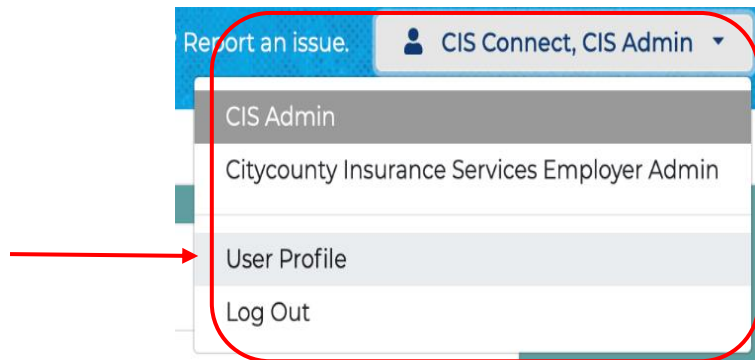 Report an issue.
CIS Connect, CIS Admin
CIS Admin
Citycounty Insurance Services Employer Admin
User Profile
Log Out